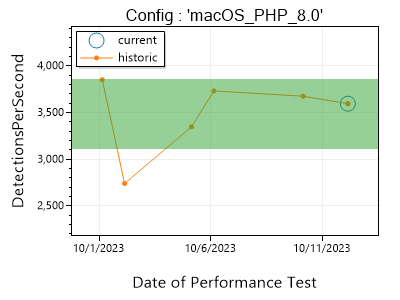 Config : 'macOS_PHP_8.0'
current
historic
DetectionsPerSecond
4,000
3,500
3,000
2,500
10/1/2023 10/6/2023 10/11/2023
Date of Performance Test